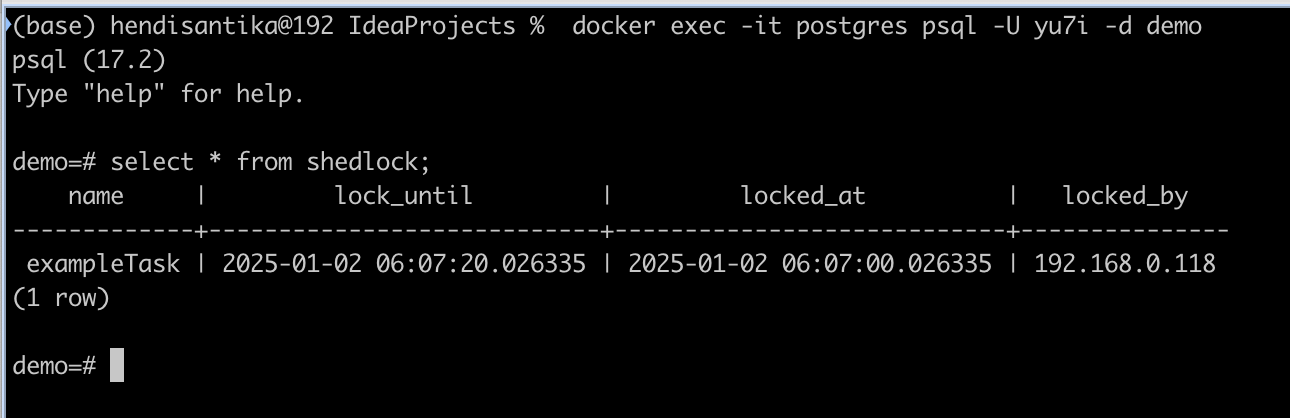 (base) hendisantika@192 IdeaProjects %  docker exec -it postgres psql -U yu7i -d demo
psql (17.2)
Type "help" for help.

demo=# select * from shedlock;
    name     |         lock_until         |         locked_at          |   locked_by
-------------+----------------------------+----------------------------+---------------
 exampleTask | 2025-01-02 06:07:20.026335 | 2025-01-02 06:07:00.026335 | 192.168.0.118
(1 row)

demo=#